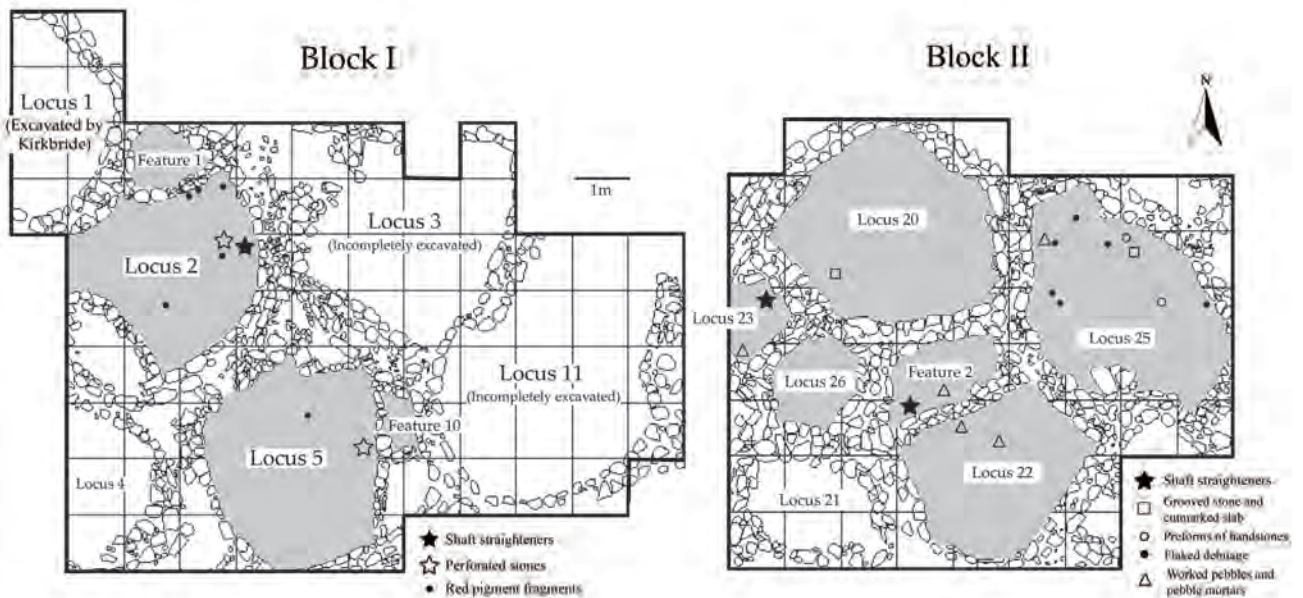 Block I
Locus 1
(Excavated by
Kirkbride)
Feature 1
1m
Locus 3
(Incompletely excavated)
Locus 2
Locus 11
(Incompletely excavated)
Feature 10
Locus 5
Locus 4
Shaft straighteners
Perforated stones
Red pigment fragments
Block II
N
Locus 20
Locus 23
Locus 25
Locus 26
Feature 2
Locus 22
Locus 21
Shaft straighteners
Grooved stone and
cutmarked slab
Preforms of handstones
Flaked debitage
Worked pebbles and
pebble mortars